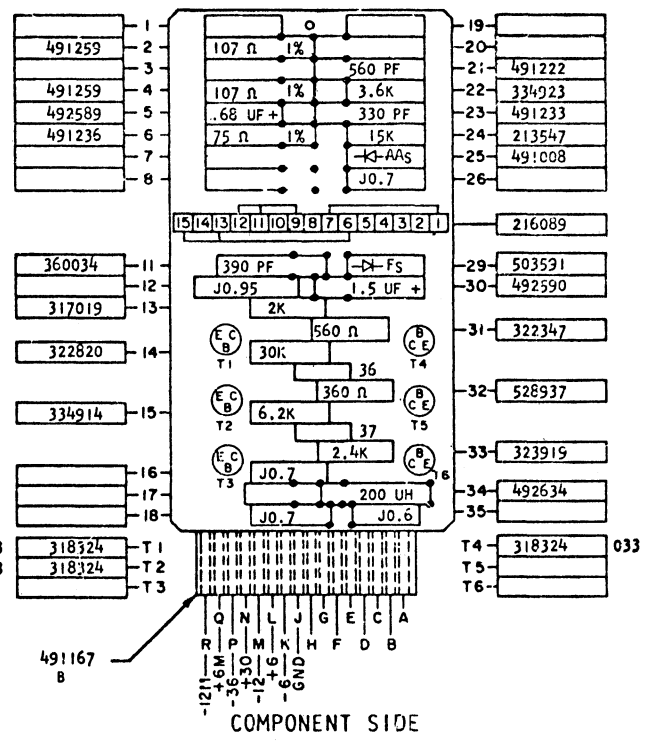 1 19
491259 2 107 Ω 1% 20
3 560 PF 21 491222
491259 4 107 Ω 1% 3.6K 22 334923
492589 5 .68 UF + 330 PF 23 491233
491236 6 75 Ω 1% 15K 24 213547
7 AAs 25 491008
8 J0.7 26
15 14 13 12 11 10 9 8 7 6 5 4 3 2 1 216089
360034 11 390 PF Fs 29 503591
12 J0.95 1.5 UF + 30 492590
317019 13 2K
E C B T1 560 Ω B C E T4 31 322347
322820 14 30K
36
E C B T2 360 Ω B C E T5 32 528937
334914 15 6.2K
37
E C B T3 2.4K B C E T6 33 323919
16 J0.7
17 200 UH 34 492634
18 J0.7 J0.6 35
318324 T1 T4 318324 033
318324 T2 T5
T3 T6
Q N L J G E C A
491167 R P M K H F D B
B
-12M +6M -36 +30 -12 +6 -6 GND
COMPONENT SIDE